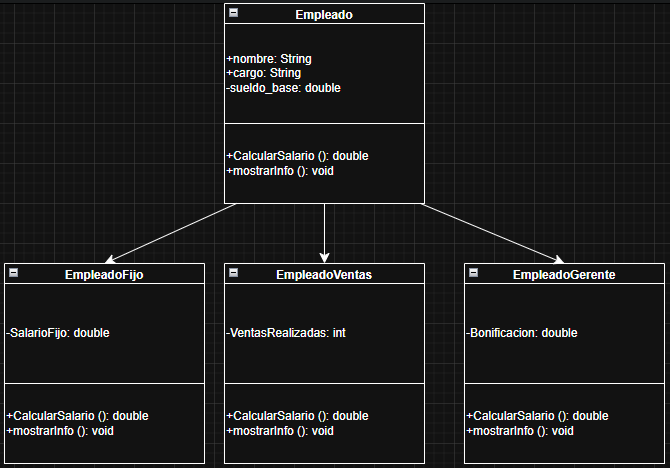 Empleado
+nombre: String
+cargo: String
-sueldo_base: double
+CalcularSalario (): double
+mostrarInfo (): void
EmpleadoFijo
-SalarioFijo: double
+CalcularSalario (): double
+mostrarInfo (): void
EmpleadoVentas
-VentasRealizadas: int
+CalcularSalario (): double
+mostrarInfo (): void
EmpleadoGerente
-Bonificacion: double
+CalcularSalario (): double
+mostrarInfo (): void